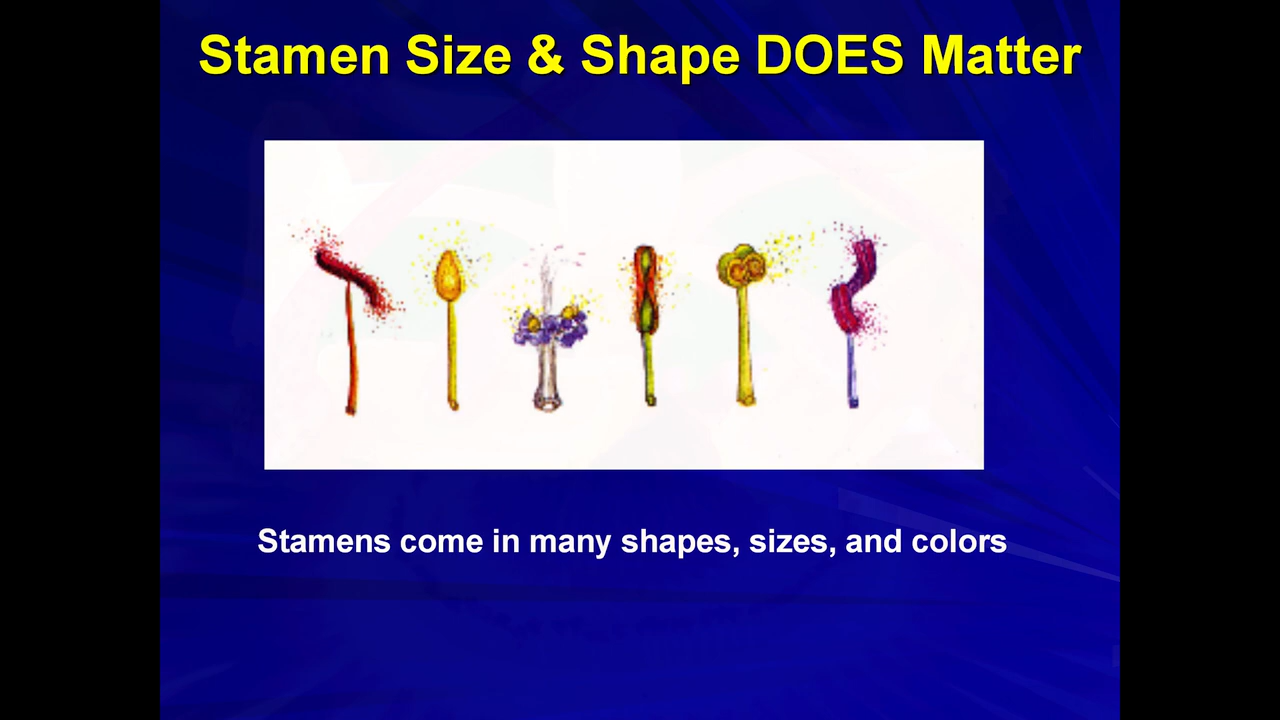 Stamen Size & Shape DOES Matter
Stamens come in many shapes, sizes, and colors